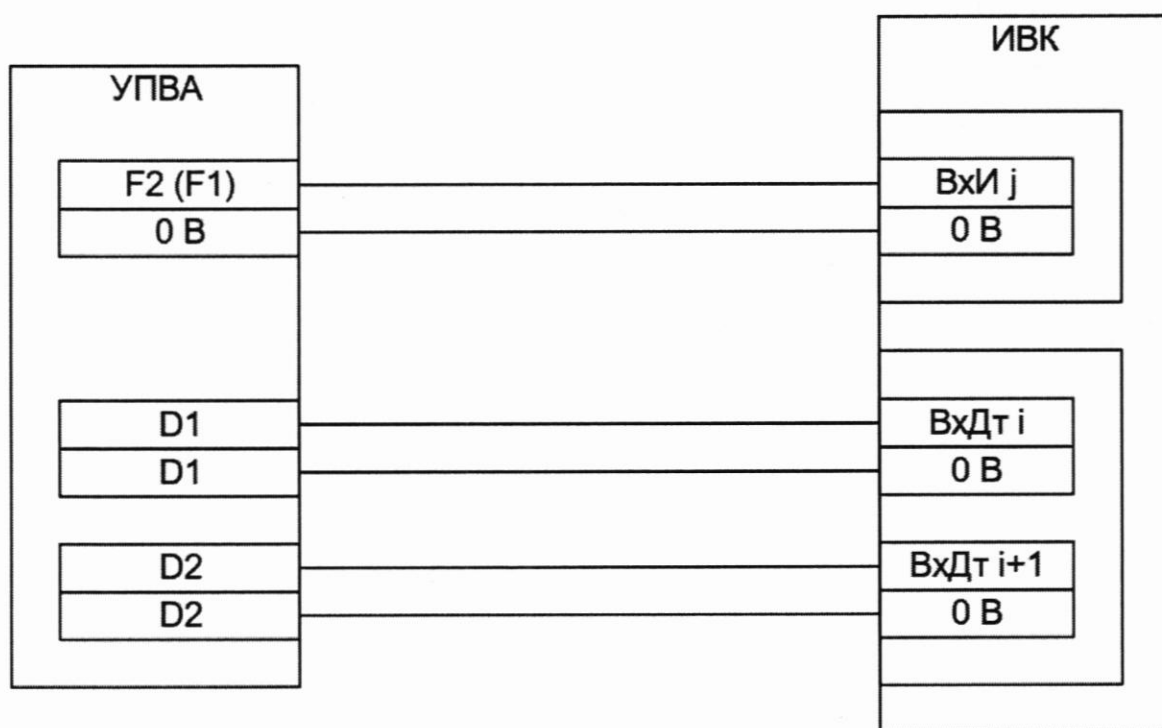 УПВА
F2 (F1)
0 В
D1
D1
D2
D2
ИВК
ВхИ j
0 В
ВхДт i
0 В
ВхДт i+1
0 В